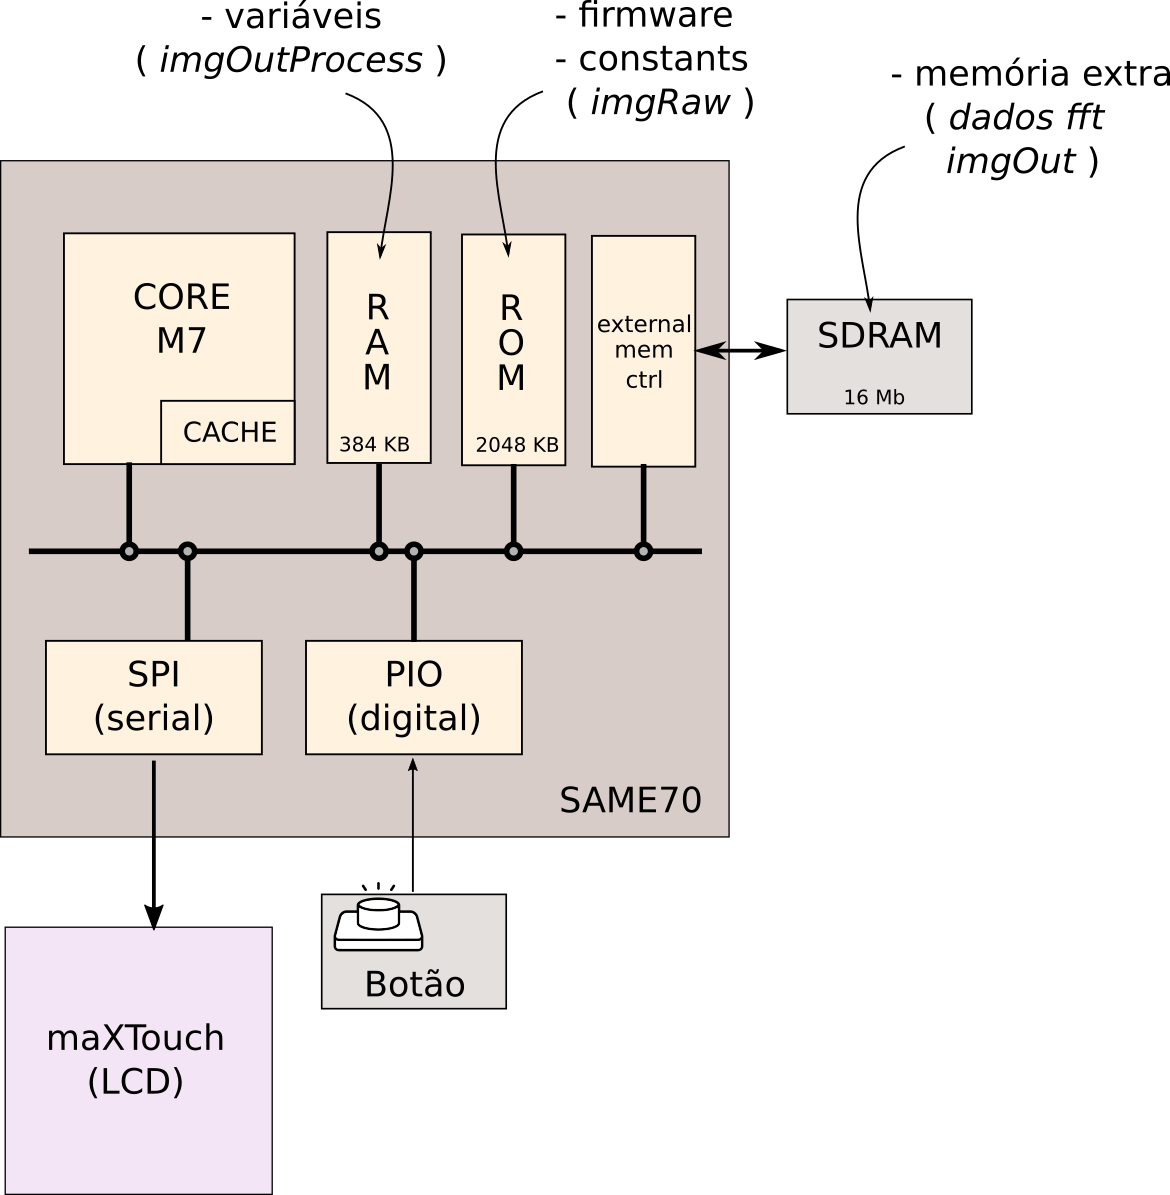 - variáveis
( imgOutProcess )
- firmware
- constants
( imgRaw )
- memória extra
( dados fft
imgOut )
CORE
M7
CACHE
R
A
M
384 KB
R
O
M
2048 KB
external
mem
ctrl
SDRAM
16 Mb
SPI
(serial)
PIO
(digital)
SAME70
Botão
maXTouch
(LCD)